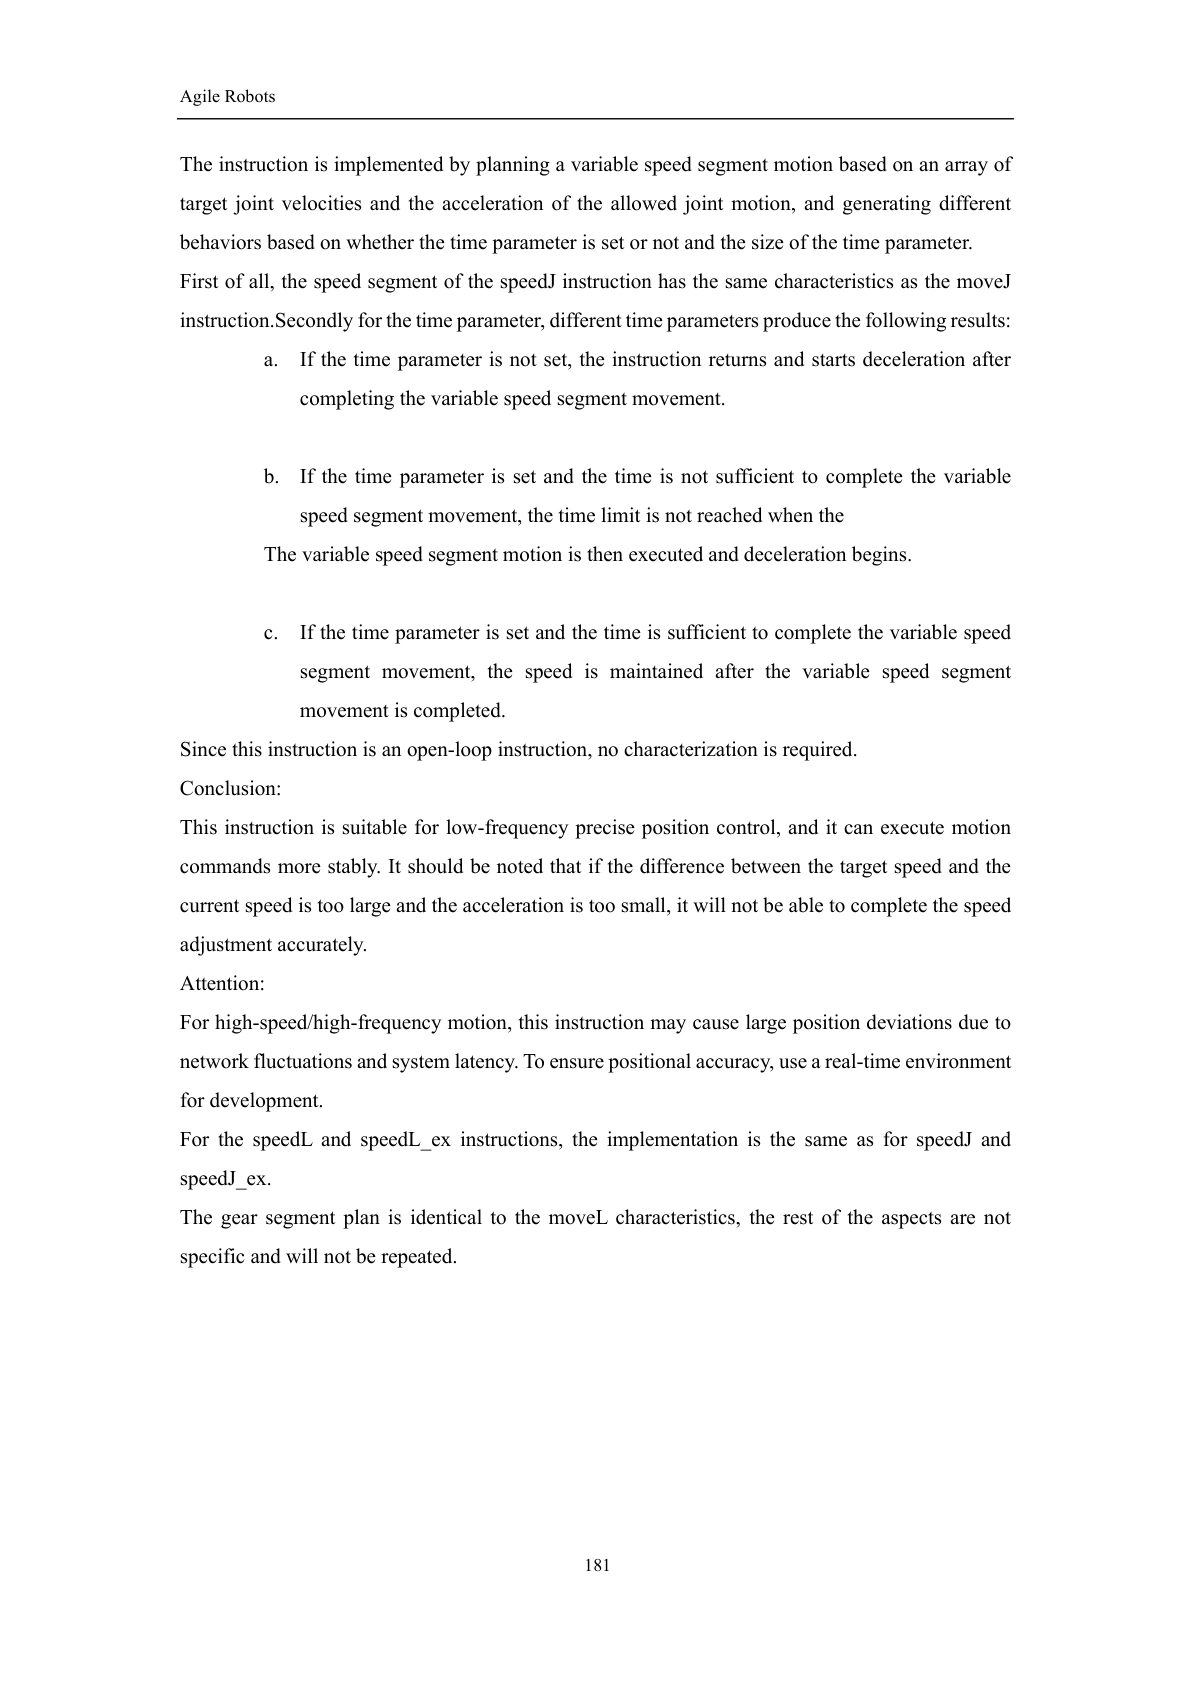 Agile Robots
The instruction is implemented by planning a variable speed segment motion based on an array of
target joint velocities and the acceleration of the allowed joint motion, and generating different
behaviors based on whether the time parameter is set or not and the size of the time parameter.
First of all, the speed segment of the speedJ instruction has the same characteristics as the moveJ
instruction.Secondly for the time parameter, different time parameters produce the following results:
a. If the time parameter is not set, the instruction returns and starts deceleration after
completing the variable speed segment movement.
b. If the time parameter is set and the time is not sufficient to complete the variable
speed segment movement, the time limit is not reached when the
The variable speed segment motion is then executed and deceleration begins.
c. If the time parameter is set and the time is sufficient to complete the variable speed
segment movement, the speed is maintained after the variable speed segment
movement is completed.
Since this instruction is an open-loop instruction, no characterization is required.
Conclusion:
This instruction is suitable for low-frequency precise position control, and it can execute motion
commands more stably. It should be noted that if the difference between the target speed and the
current speed is too large and the acceleration is too small, it will not be able to complete the speed
adjustment accurately.
Attention:
For high-speed/high-frequency motion, this instruction may cause large position deviations due to
network fluctuations and system latency. To ensure positional accuracy, use a real-time environment
for development.
For the speedL and speedL_ex instructions, the implementation is the same as for speedJ and
speedJ_ex.
The gear segment plan is identical to the moveL characteristics, the rest of the aspects are not
specific and will not be repeated.
181